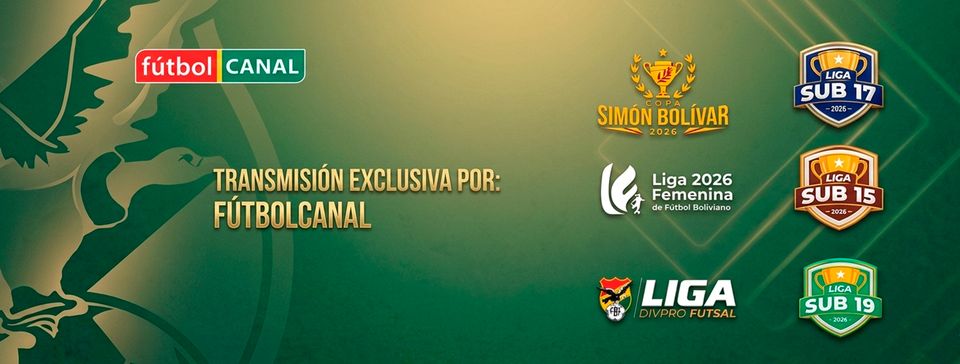 fútbol CANAL
TRANSMISIÓN EXCLUSIVA POR:
FÚTBOLCANAL
COPA
SIMÓN BOLÍVAR
2026
LIGA
SUB 17
- 2026 -
Liga 2026
Femenina
de Fútbol Boliviano
LIGA
SUB 15
- 2026 -
FBF
LIGA
DIVPRO FUTSAL
LIGA
SUB 19
- 2026 -